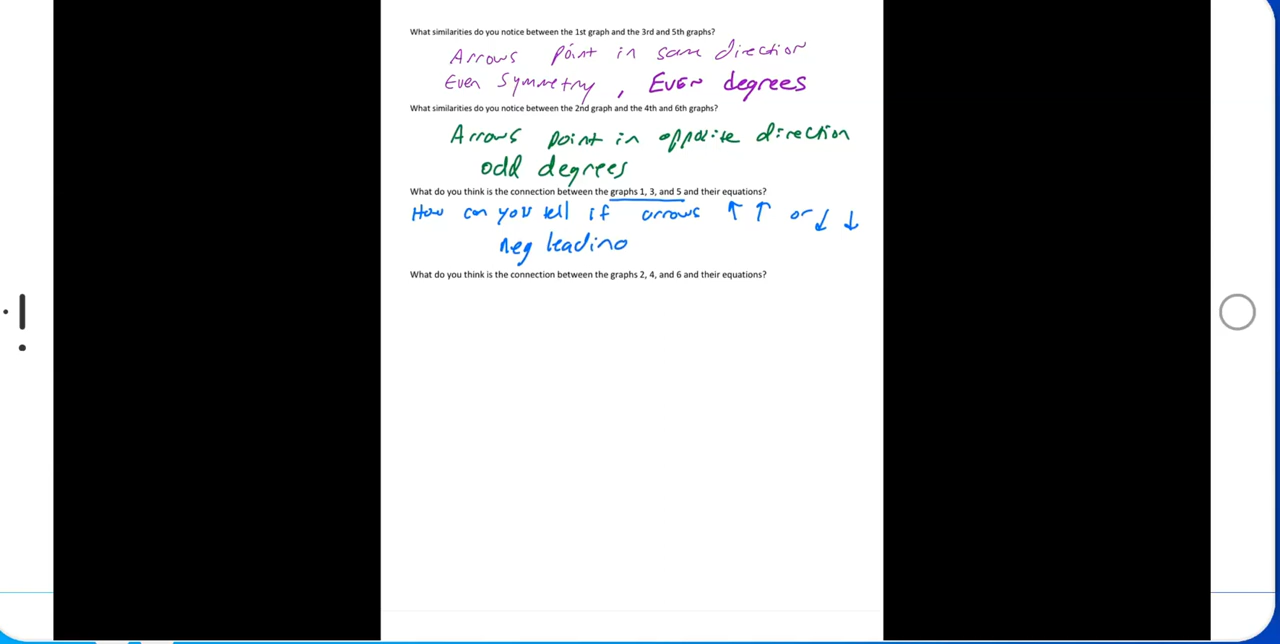 What similarities do you notice between the 1st graph and the 3rd and 5th graphs?
Arrows point in same direction
Even Symmetry, Even degrees
What similarities do you notice between the 2nd graph and the 4th and 6th graphs?
Arrows point in opposite direction
odd degrees
What do you think is the connection between the graphs 1, 3, and 5 and their equations?
How can you tell if arrows ↑ ↑ or ↓ ↓
Neg leading
What do you think is the connection between the graphs 2, 4, and 6 and their equations?